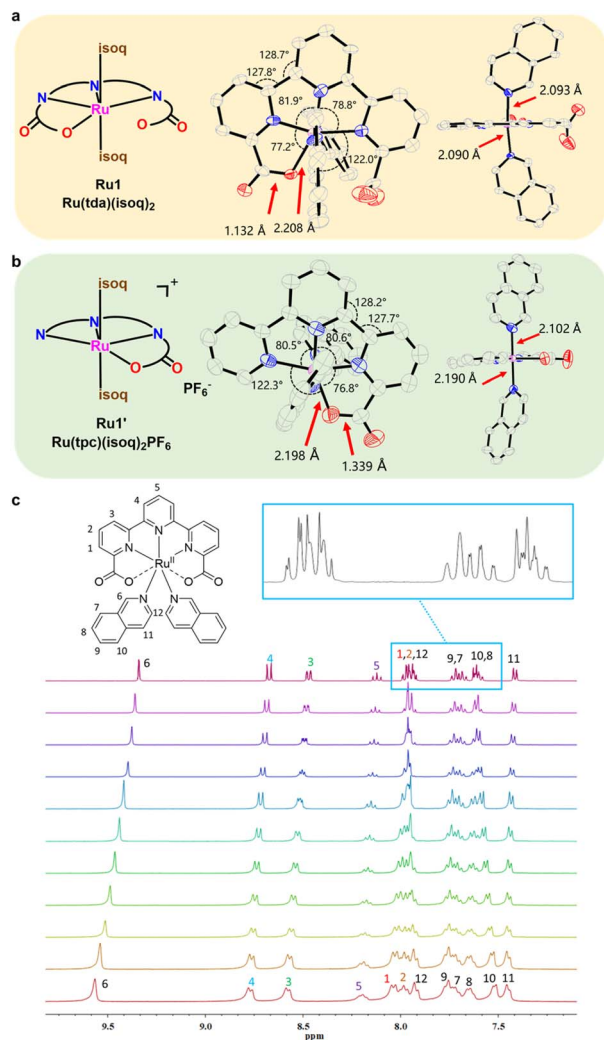 a
isoq
N
N
N
Ru
O
O
O
O
isoq
Ru1
Ru(tda)(isoq)2
128.7°
127.8°
81.9°
78.8°
77.2°
122.0°
1.132 Å
2.208 Å
2.093 Å
2.090 Å
b
isoq
+
N
N
N
Ru
O
O
isoq
PF6-
Ru1'
Ru(tpc)(isoq)2PF6
128.2°
127.7°
80.5°
80.6°
122.3°
76.8°
2.198 Å
1.339 Å
2.102 Å
2.190 Å
c
5
4
3
2
1
N
N
N
RuII
O
O
O
O
6
N
N
7
12
8
11
9
10
6
4
3
5
1,2,12
9,7
10,8
11
6
4
3
5
1
2
12
9
7
8
10
11
9.5
9.0
8.5
8.0
7.5
ppm